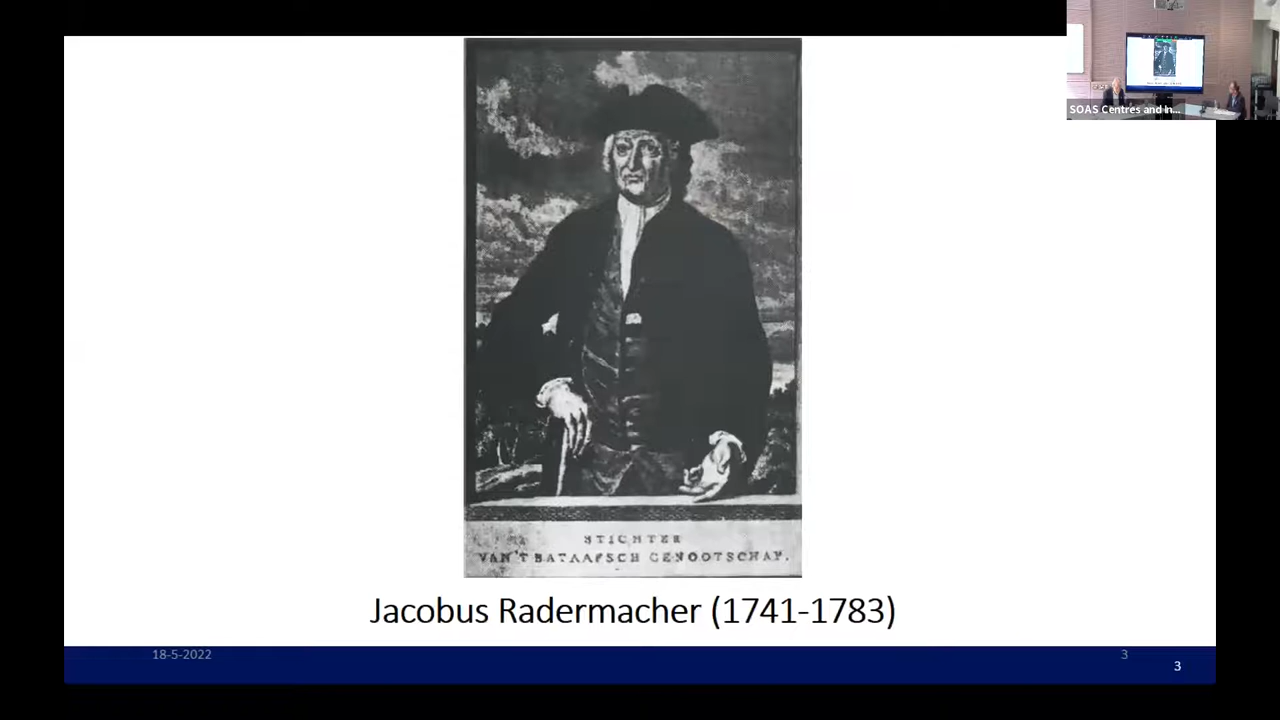 SOAS Centres and In...
STICHTER
VAN'T BATAAFSCH GENOOTSCHAP.
Jacobus Radermacher (1741-1783)
18-5-2022
3
3